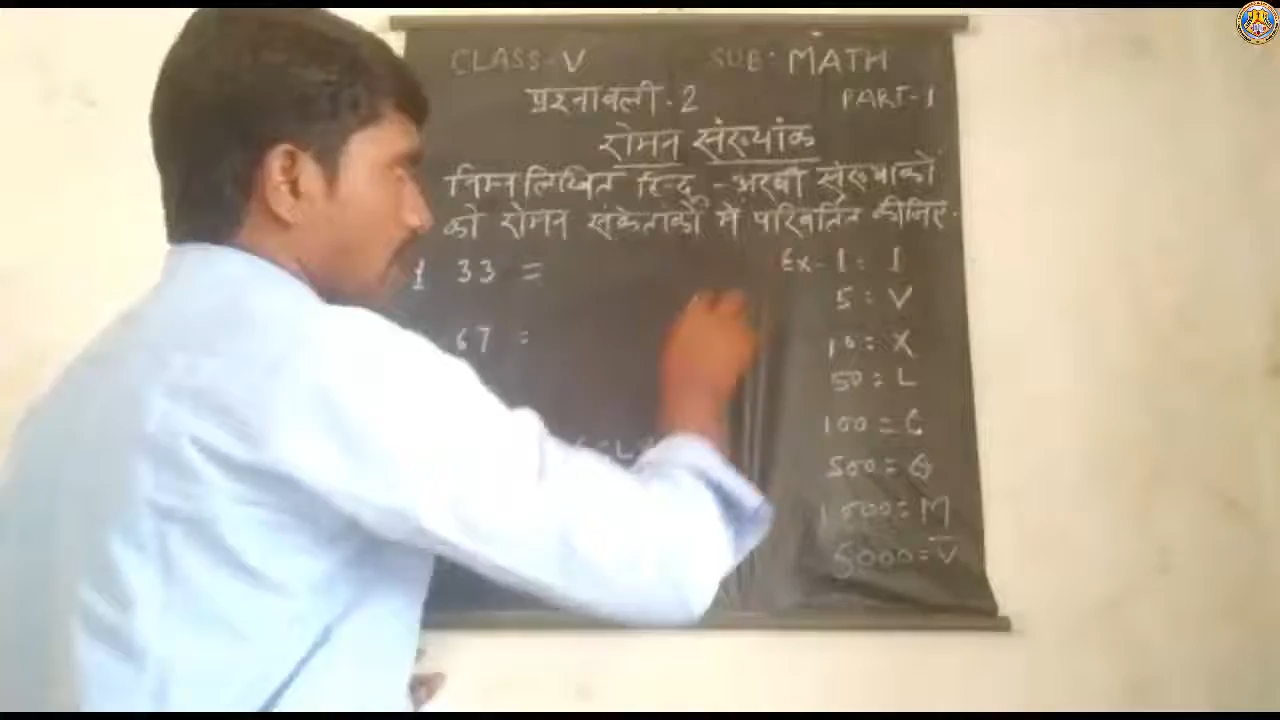 CLASS-V SUB: MATH
प्रश्नावली.2 PART-1
रोमन संख्यांक
निम्नलिखित हिन्दू-अरबी संख्याकों
को रोमन संकेताकों में परिवर्तित कीजिए.
1 33 =
67 =
Ex- 1 : 1
5 : V
10 = X
50 = L
100 = C
500 =
1000 = M
5000 = V̅